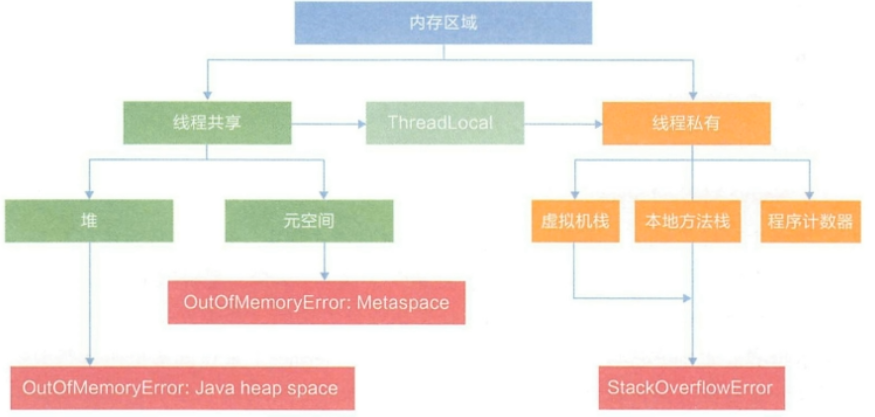 内存区域
线程共享
ThreadLocal
线程私有
堆
元空间
虚拟机栈
本地方法栈
程序计数器
OutOfMemoryError: Metaspace
OutOfMemoryError: Java heap space
StackOverflowError